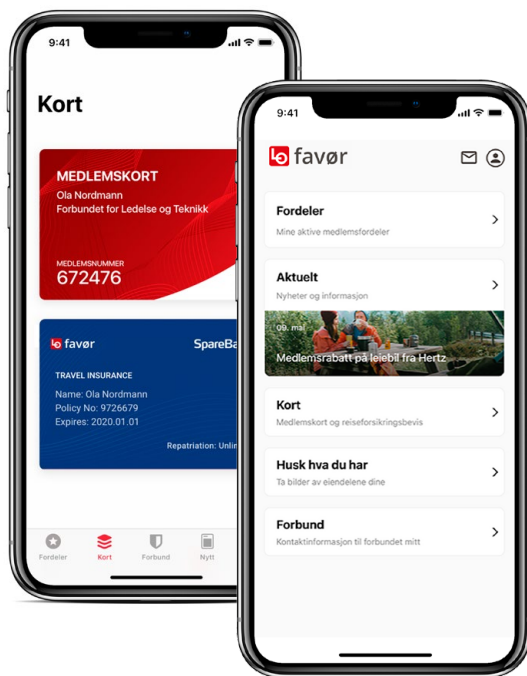 9:41
Kort
MEDLEMSKORT
Ola Nordmann
Forbundet for Ledelse og Teknikk
MEDLEMSNUMMER
672476
LO favør
TRAVEL INSURANCE
Name: Ola Nordmann
Policy No: 9726679
Expires: 2020.01.01
Repatriation:
Fordeler
Kort
Forbund
Nytt
9:41
LO favør
Fordeler
Mine aktive medlemsfordeler
Aktuelt
Nyheter og informasjon
09. mai
Medlemsrabatt på leiebil fra Hertz
Kort
Medlemskort og reiseforsikringsbevis
Husk hva du har
Ta bilder av eiendelene dine
Forbund
Kontaktinformasjon til forbundet mitt